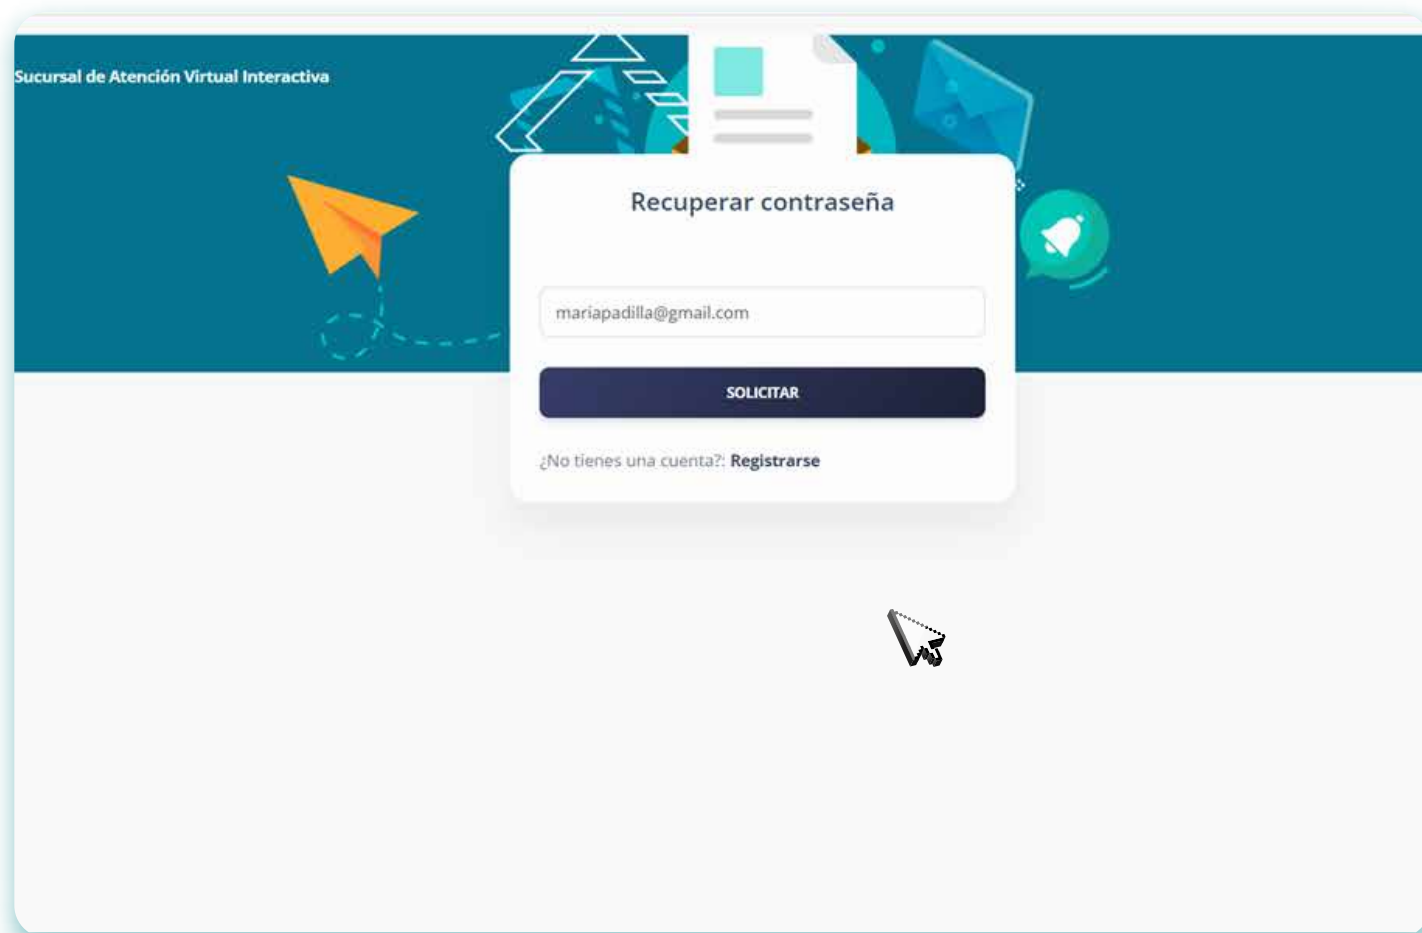 Sucursal de Atención Virtual Interactiva
Recuperar contraseña
mariapadilla@gmail.com
SOLICITAR
¿No tienes una cuenta?: Registrarse